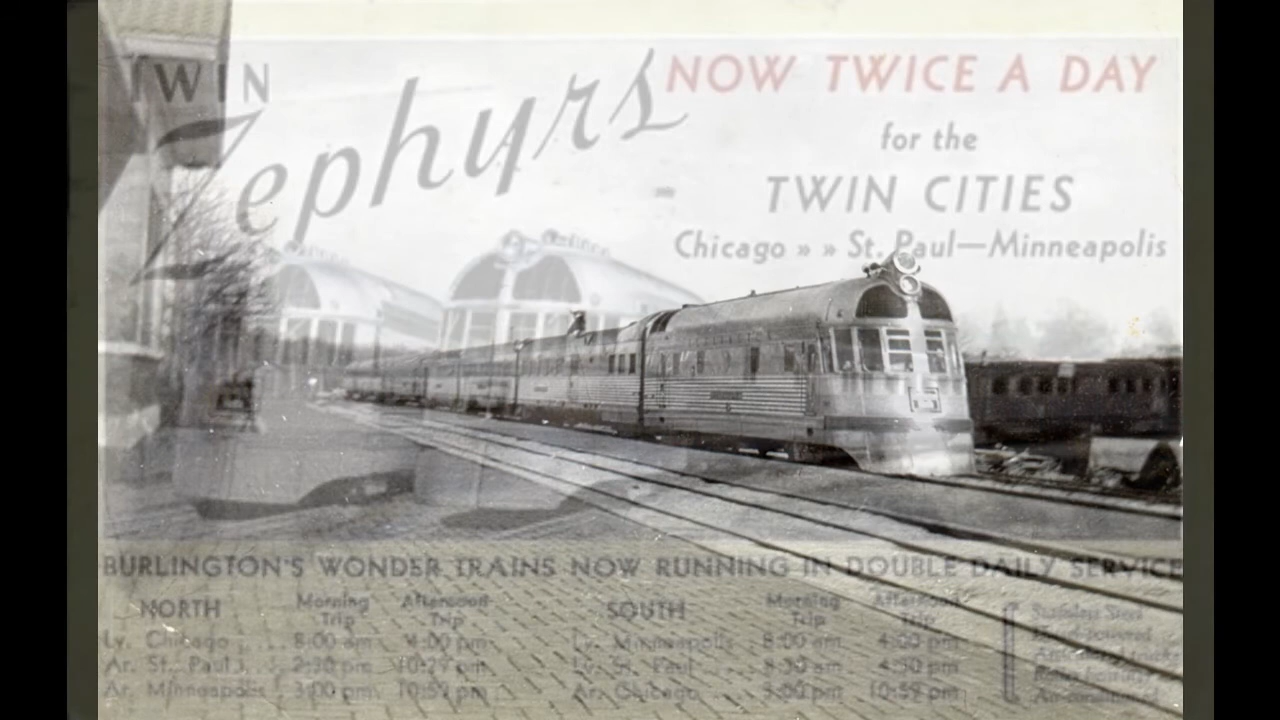 TWIN
Zephyrs
NOW TWICE A DAY
for the
TWIN CITIES
Chicago » » St. Paul—Minneapolis
BURLINGTON'S WONDER TRAINS NOW RUNNING IN DOUBLE DAILY SERVICE
NORTH Morning Trip Afternoon Trip
Lv. Chicago 8:00 am 4:00 pm
Ar. St. Paul 2:30 pm 10:29 pm
Ar. Minneapolis 3:00 pm 10:59 pm
SOUTH Morning Trip Afternoon Trip
Lv. Minneapolis 8:00 am 4:00 pm
Lv. St. Paul 8:30 am 4:30 pm
Ar. Chicago 3:00 pm 10:59 pm
Stainless Steel